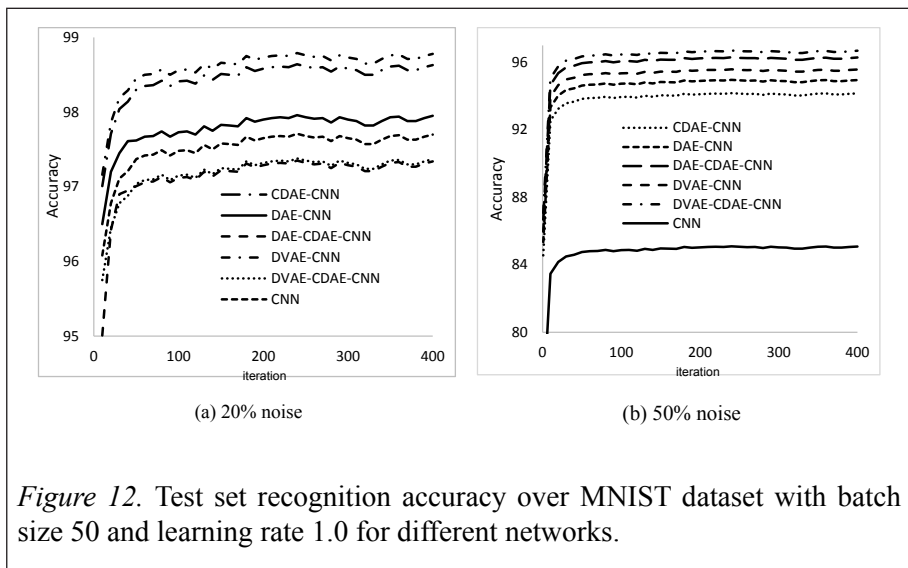 99
98
97
96
95
Accuracy
CDAE-CNN
DAE-CNN
DAE-CDAE-CNN
DVAE-CNN
DVAE-CDAE-CNN
CNN
0
100
200
300
400
iteration
(a) 20% noise
96
92
88
84
80
Accuracy
CDAE-CNN
DAE-CNN
DAE-CDAE-CNN
DVAE-CNN
DVAE-CDAE-CNN
CNN
0
100
200
300
400
iteration
(b) 50% noise
Figure 12. Test set recognition accuracy over MNIST dataset with batch
size 50 and learning rate 1.0 for different networks.